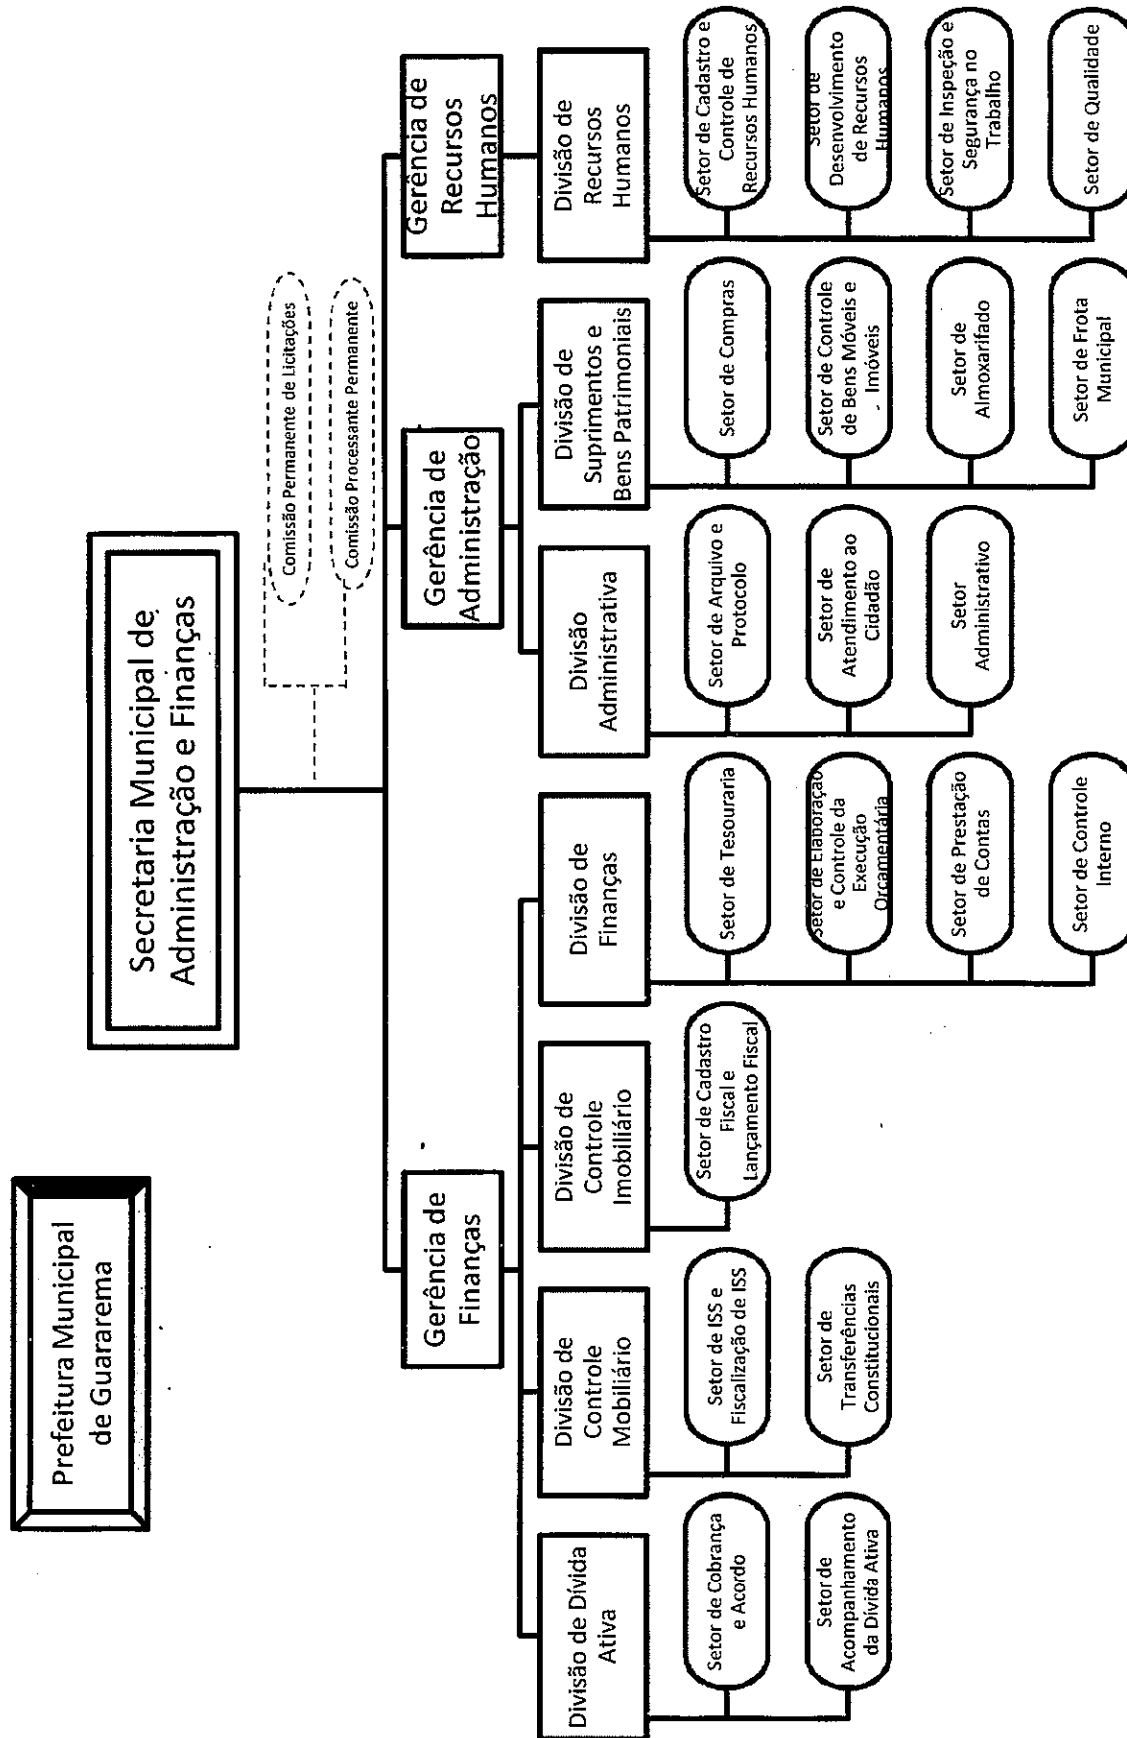 Prefeitura Municipal
de Guararema
Secretaria Municipal de
Administração e Finanças
Comissão Permanente de Licitações
Comissão Processante Permanente
Gerência de
Finanças
Gerência de
Administração
Gerência de
Recursos
Humanos
Divisão de Dívida
Ativa
Divisão de
Controle
Mobiliário
Divisão de
Controle
Imobiliário
Divisão de
Finanças
Divisão
Administrativa
Divisão de
Suprimentos e
Bens Patrimoniais
Divisão de
Recursos
Humanos
Setor de Cobrança
e Acordo
Setor de
Acompanhamento
da Dívida Ativa
Setor de ISS e
Fiscalização de ISS
Setor de
Transferências
Constitucionais
Setor de Cadastro
Fiscal e
Lançamento Fiscal
Setor de Tesouraria
Setor de Elaboração
e Controle da
Execução
Orçamentária
Setor de Prestação
de Contas
Setor de Controle
Interno
Setor de Arquivo e
Protocolo
Setor de
Atendimento ao
Cidadão
Setor
Administrativo
Setor de Compras
Setor de Controle
de Bens Móveis e
Imóveis
Setor de
Almoxarifado
Setor de Frota
Municipal
Setor de Cadastro e
Controle de
Recursos Humanos
Setor de
Desenvolvimento
de Recursos
Humanos
Setor de Inspeção e
Segurança no
Trabalho
Setor de Qualidade